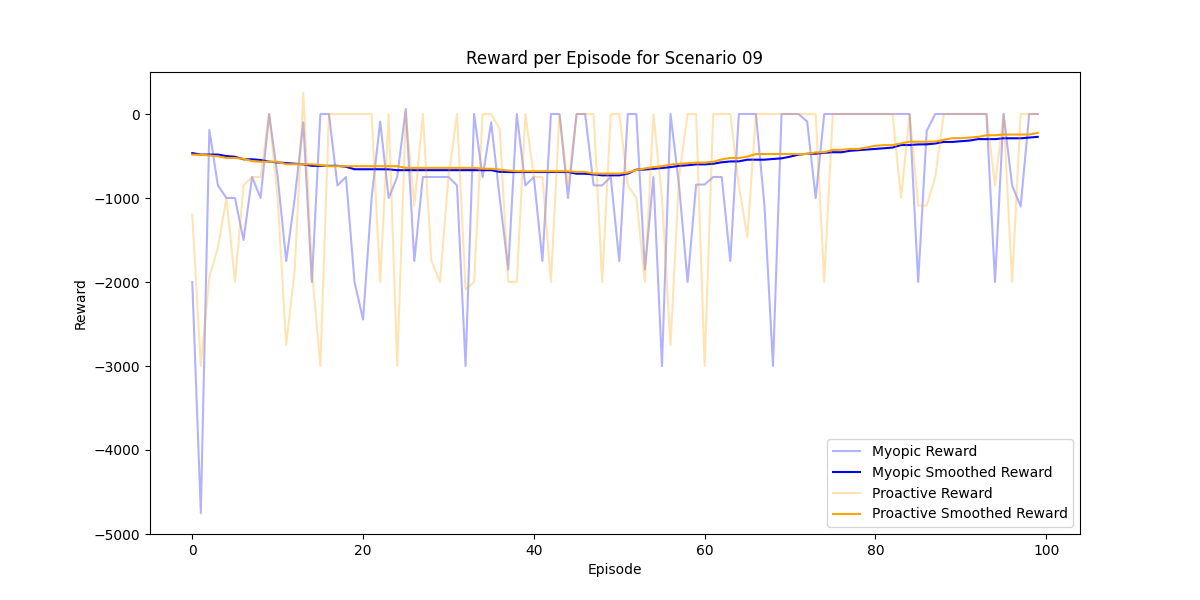 Reward per Episode for Scenario 09
Reward
0
−1000
−2000
−3000
−4000
−5000
0 20 40 60 80 100
Episode
Myopic Reward
Myopic Smoothed Reward
Proactive Reward
Proactive Smoothed Reward